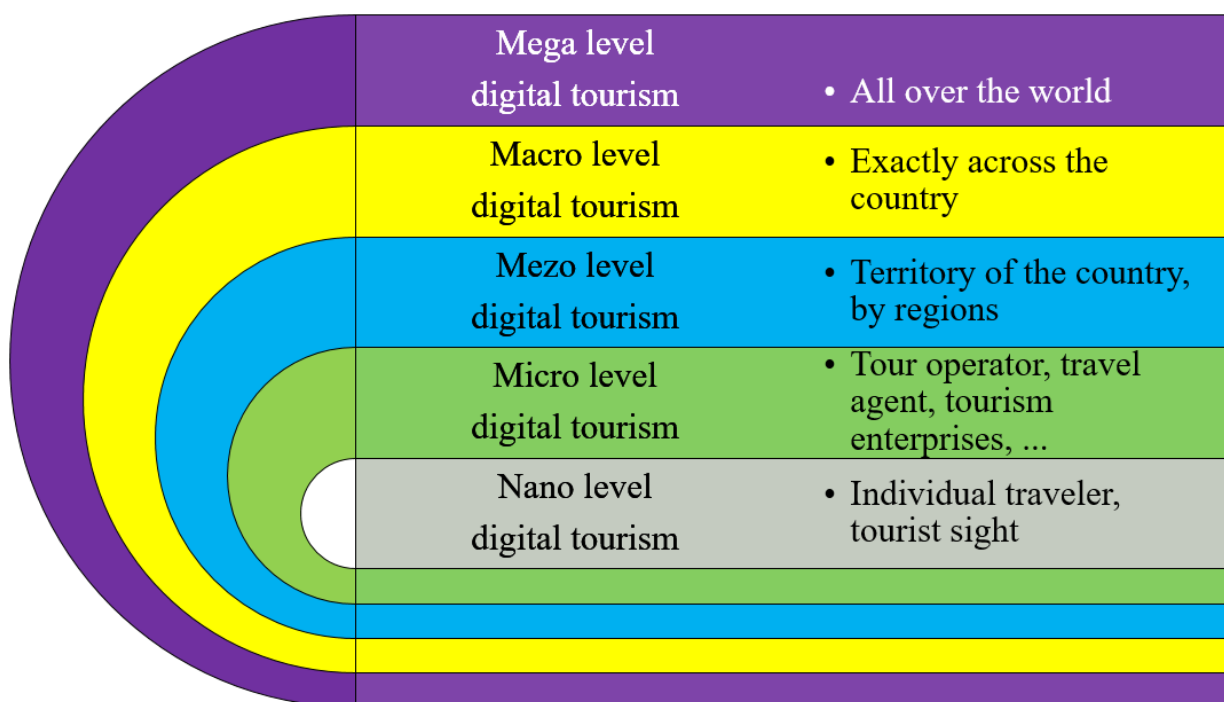 Mega level
digital tourism
• All over the world
Macro level
digital tourism
• Exactly across the
country
Mezo level
digital tourism
• Territory of the country,
by regions
Micro level
digital tourism
• Tour operator, travel
agent, tourism
enterprises, ...
Nano level
digital tourism
• Individual traveler,
tourist sight